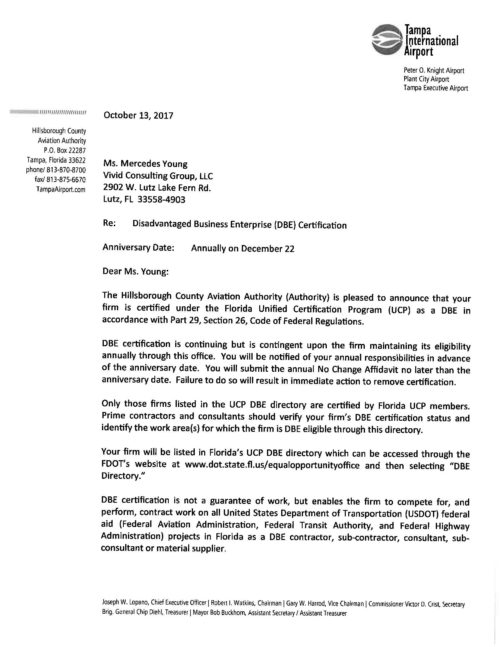 Tampa
International
Airport
Peter O. Knight Airport
Plant City Airport
Tampa Executive Airport
October 13, 2017
Hillsborough County
Aviation Authority
P.O. Box 22287
Tampa, Florida 33622
phone/ 813-870-8700
fax/ 813-875-6670
TampaAirport.com
Ms. Mercedes Young
Vivid Consulting Group, LLC
2902 W. Lutz Lake Fern Rd.
Lutz, FL 33558-4903
Re: Disadvantaged Business Enterprise (DBE) Certification
Anniversary Date: Annually on December 22
Dear Ms. Young:
The Hillsborough County Aviation Authority (Authority) is pleased to announce that your
firm is certified under the Florida Unified Certification Program (UCP) as a DBE in
accordance with Part 29, Section 26, Code of Federal Regulations.
DBE certification is continuing but is contingent upon the firm maintaining its eligibility
annually through this office. You will be notified of your annual responsibilities in advance
of the anniversary date. You will submit the annual No Change Affidavit no later than the
anniversary date. Failure to do so will result in immediate action to remove certification.
Only those firms listed in the UCP DBE directory are certified by Florida UCP members.
Prime contractors and consultants should verify your firm's DBE certification status and
identify the work area(s) for which the firm is DBE eligible through this directory.
Your firm will be listed in Florida's UCP DBE directory which can be accessed through the
FDOT's website at www.dot.state.fl.us/equalopportunityoffice and then selecting "DBE
Directory."
DBE certification is not a guarantee of work, but enables the firm to compete for, and
perform, contract work on all United States Department of Transportation (USDOT) federal
aid (Federal Aviation Administration, Federal Transit Authority, and Federal Highway
Administration) projects in Florida as a DBE contractor, sub-contractor, consultant, sub-
consultant or material supplier.
Joseph W. Lopano, Chief Executive Officer | Robert I. Watkins, Chairman | Gary W. Harrod, Vice Chairman | Commissioner Victor D. Crist, Secretary
Brig. General Chip Diehl, Treasurer | Mayor Bob Buckhorn, Assistant Secretary / Assistant Treasurer